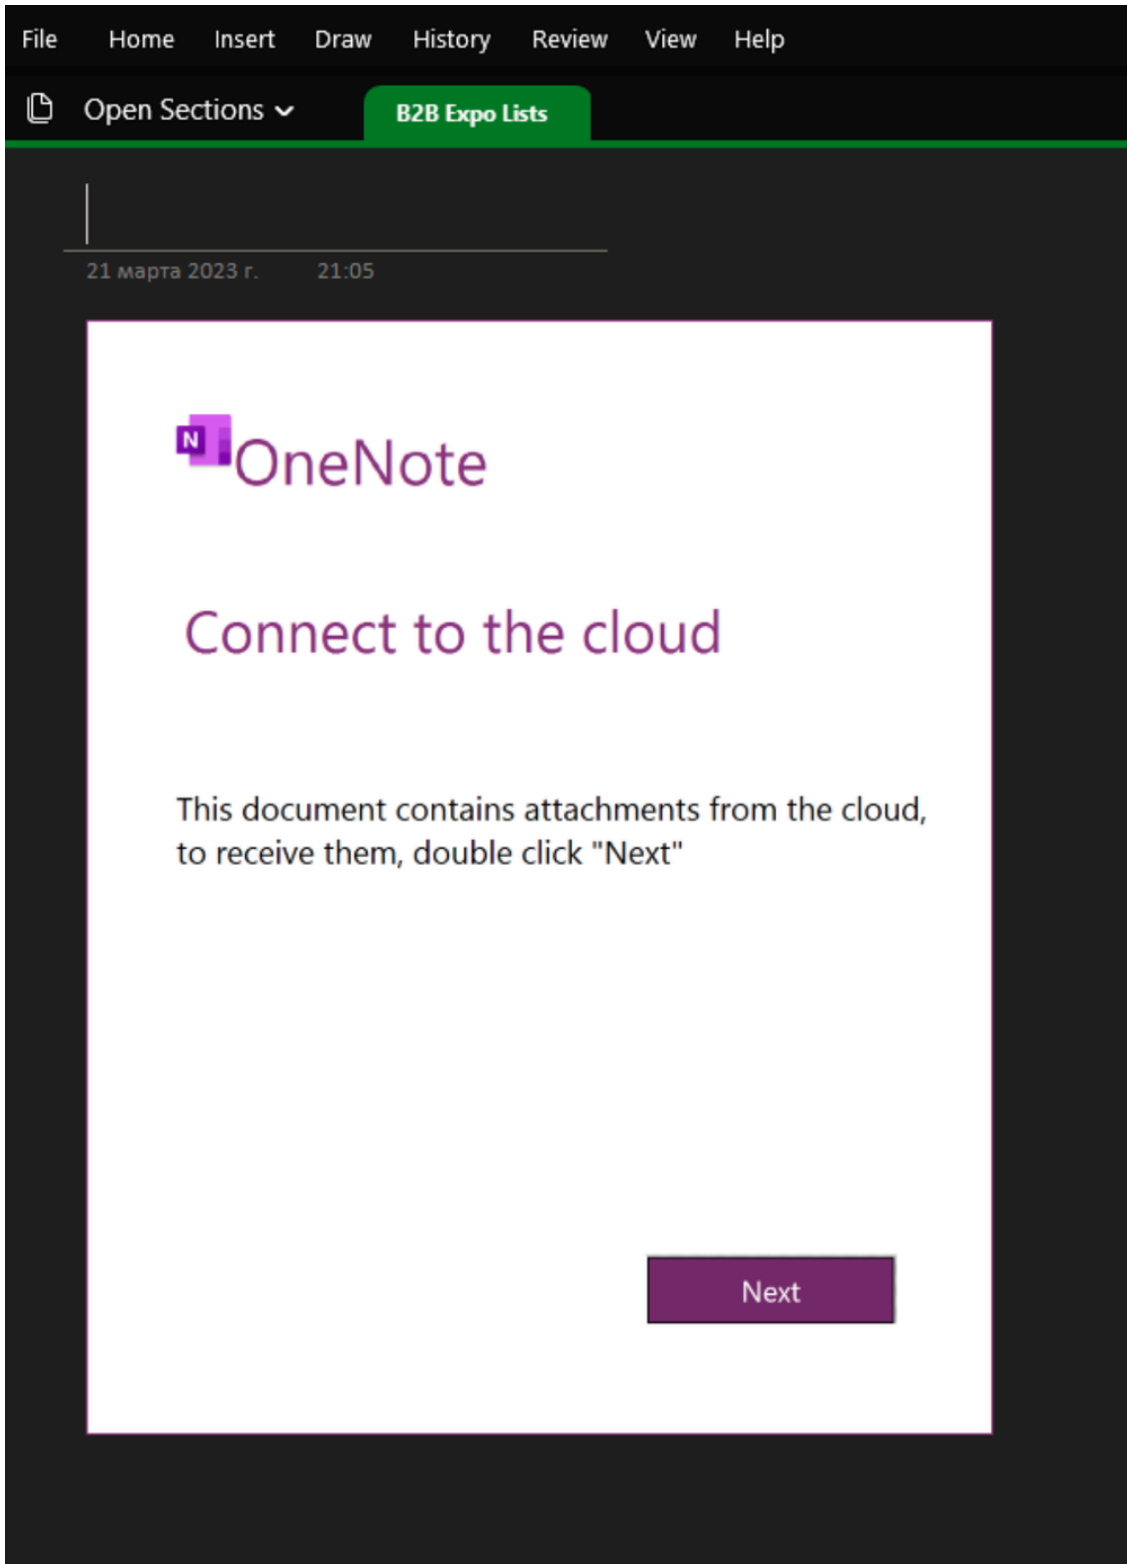 File Home Insert Draw History Review View Help
Open Sections B2B Expo Lists
21 марта 2023 г. 21:05
N OneNote
Connect to the cloud
This document contains attachments from the cloud,
to receive them, double click "Next"
Next